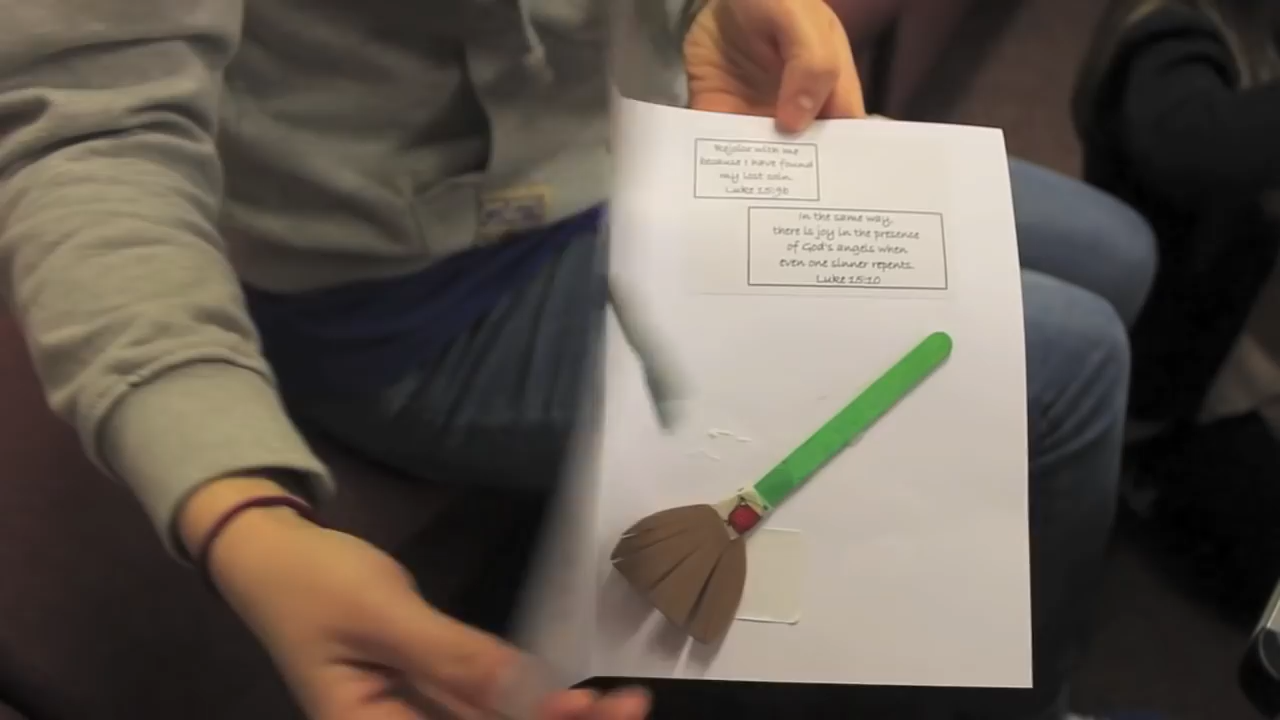 Rejoice with me
because I have found
my lost coin.
Luke 15:9b
In the same way,
there is joy in the presence
of God's angels when
even one sinner repents.
Luke 15:10